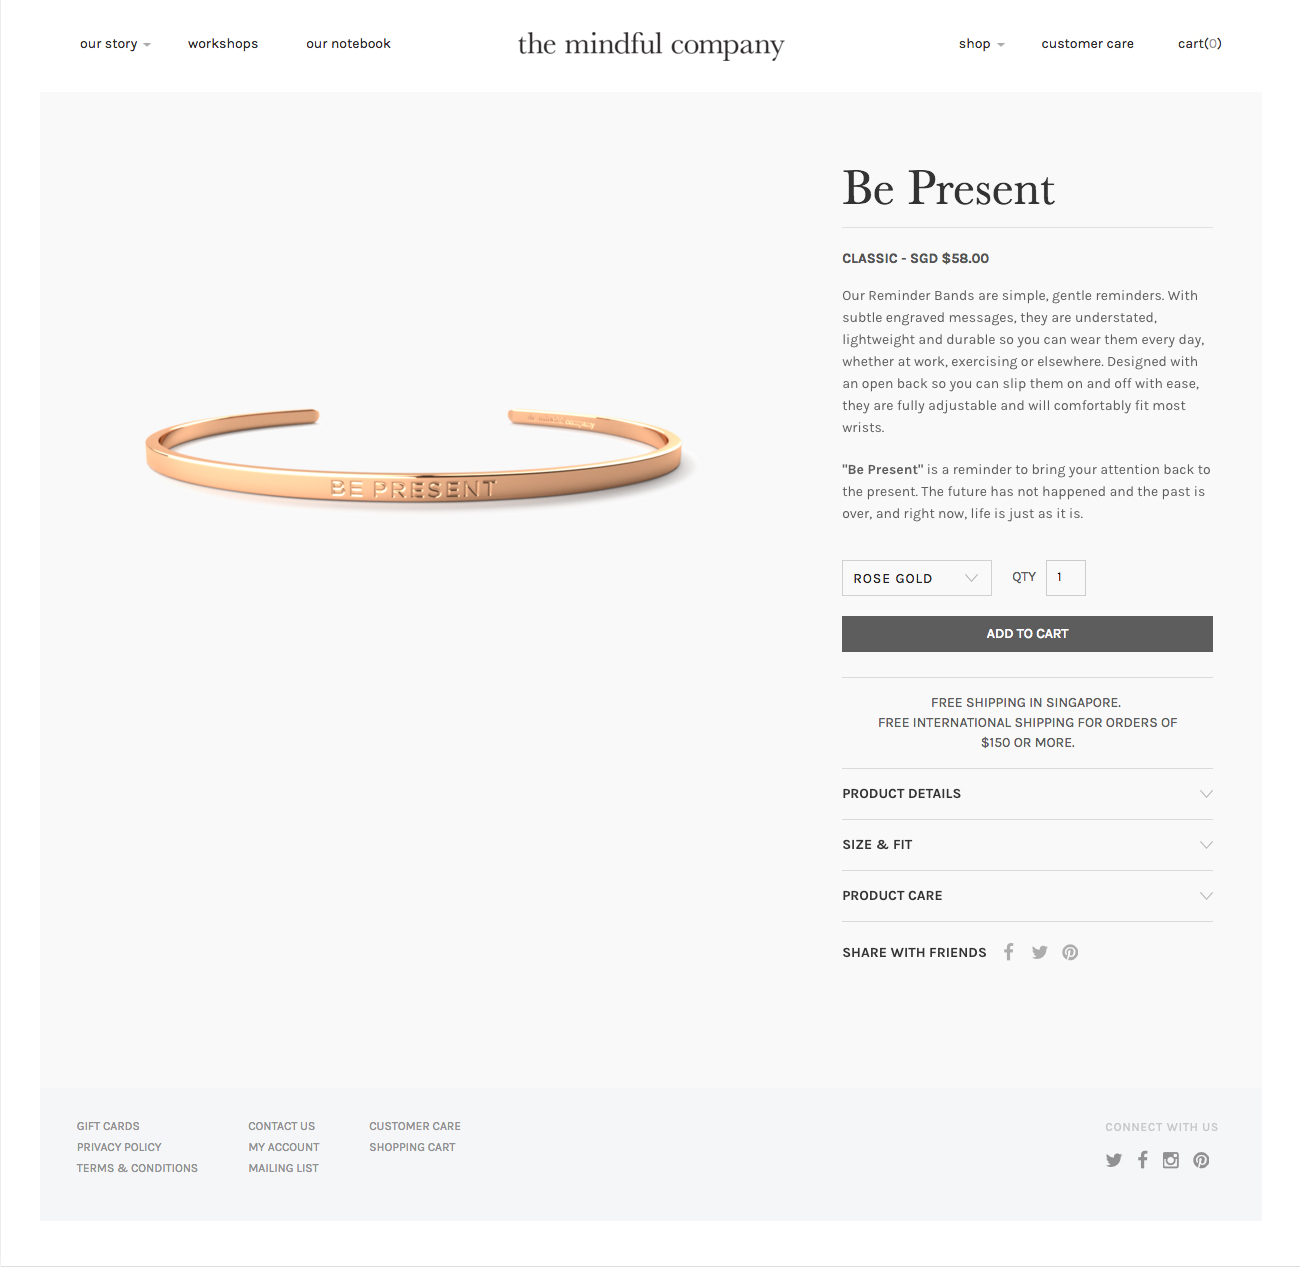 our story
workshops
our notebook
the mindful company
shop
customer care
cart(0)
Be Present
CLASSIC - SGD $58.00
Our Reminder Bands are simple, gentle reminders. With
subtle engraved messages, they are understated,
lightweight and durable so you can wear them every day,
whether at work, exercising or elsewhere. Designed with
an open back so you can slip them on and off with ease,
they are fully adjustable and will comfortably fit most
wrists.
"Be Present" is a reminder to bring your attention back to
the present. The future has not happened and the past is
over, and right now, life is just as it is.
company
BE PRESENT
ROSE GOLD
QTY 1
ADD TO CART
FREE SHIPPING IN SINGAPORE.
FREE INTERNATIONAL SHIPPING FOR ORDERS OF
$150 OR MORE.
PRODUCT DETAILS
SIZE & FIT
PRODUCT CARE
SHARE WITH FRIENDS
GIFT CARDS
PRIVACY POLICY
TERMS & CONDITIONS
CONTACT US
MY ACCOUNT
MAILING LIST
CUSTOMER CARE
SHOPPING CART
CONNECT WITH US